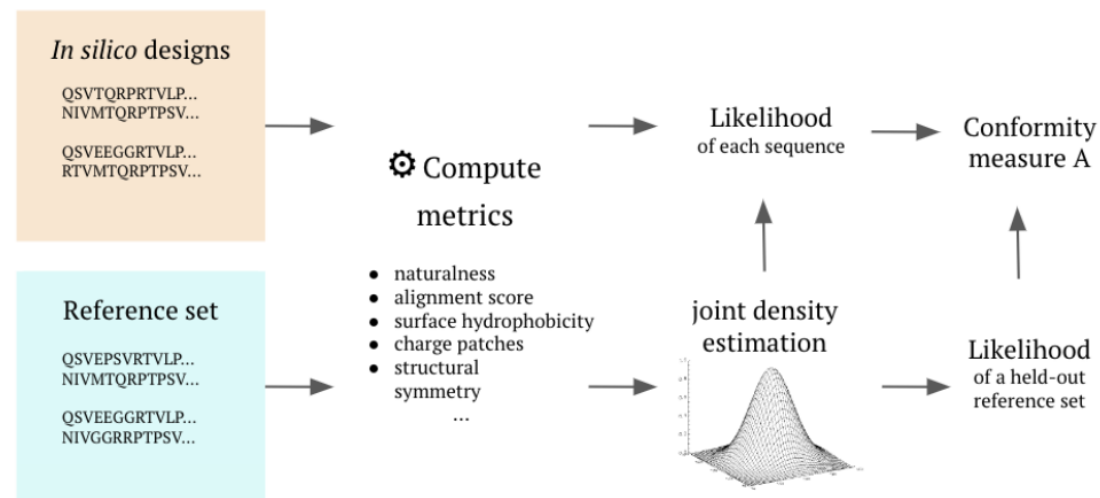 In silico designs
QSVTQRPRTVLP...
NIVMTQRPTPSV...
QSVEEGGRTVLP...
RTVMTQRPTPSV...
Reference set
QSVEPSVRTVLP...
NIVMTQRPTPSV...
QSVEEGGRTVLP...
NIVGGRRPTPSV...
Compute
metrics
• naturalness
• alignment score
• surface hydrophobicity
• charge patches
• structural
symmetry
...
Likelihood
of each sequence
joint density
estimation
Conformity
measure A
Likelihood
of a held-out
reference set